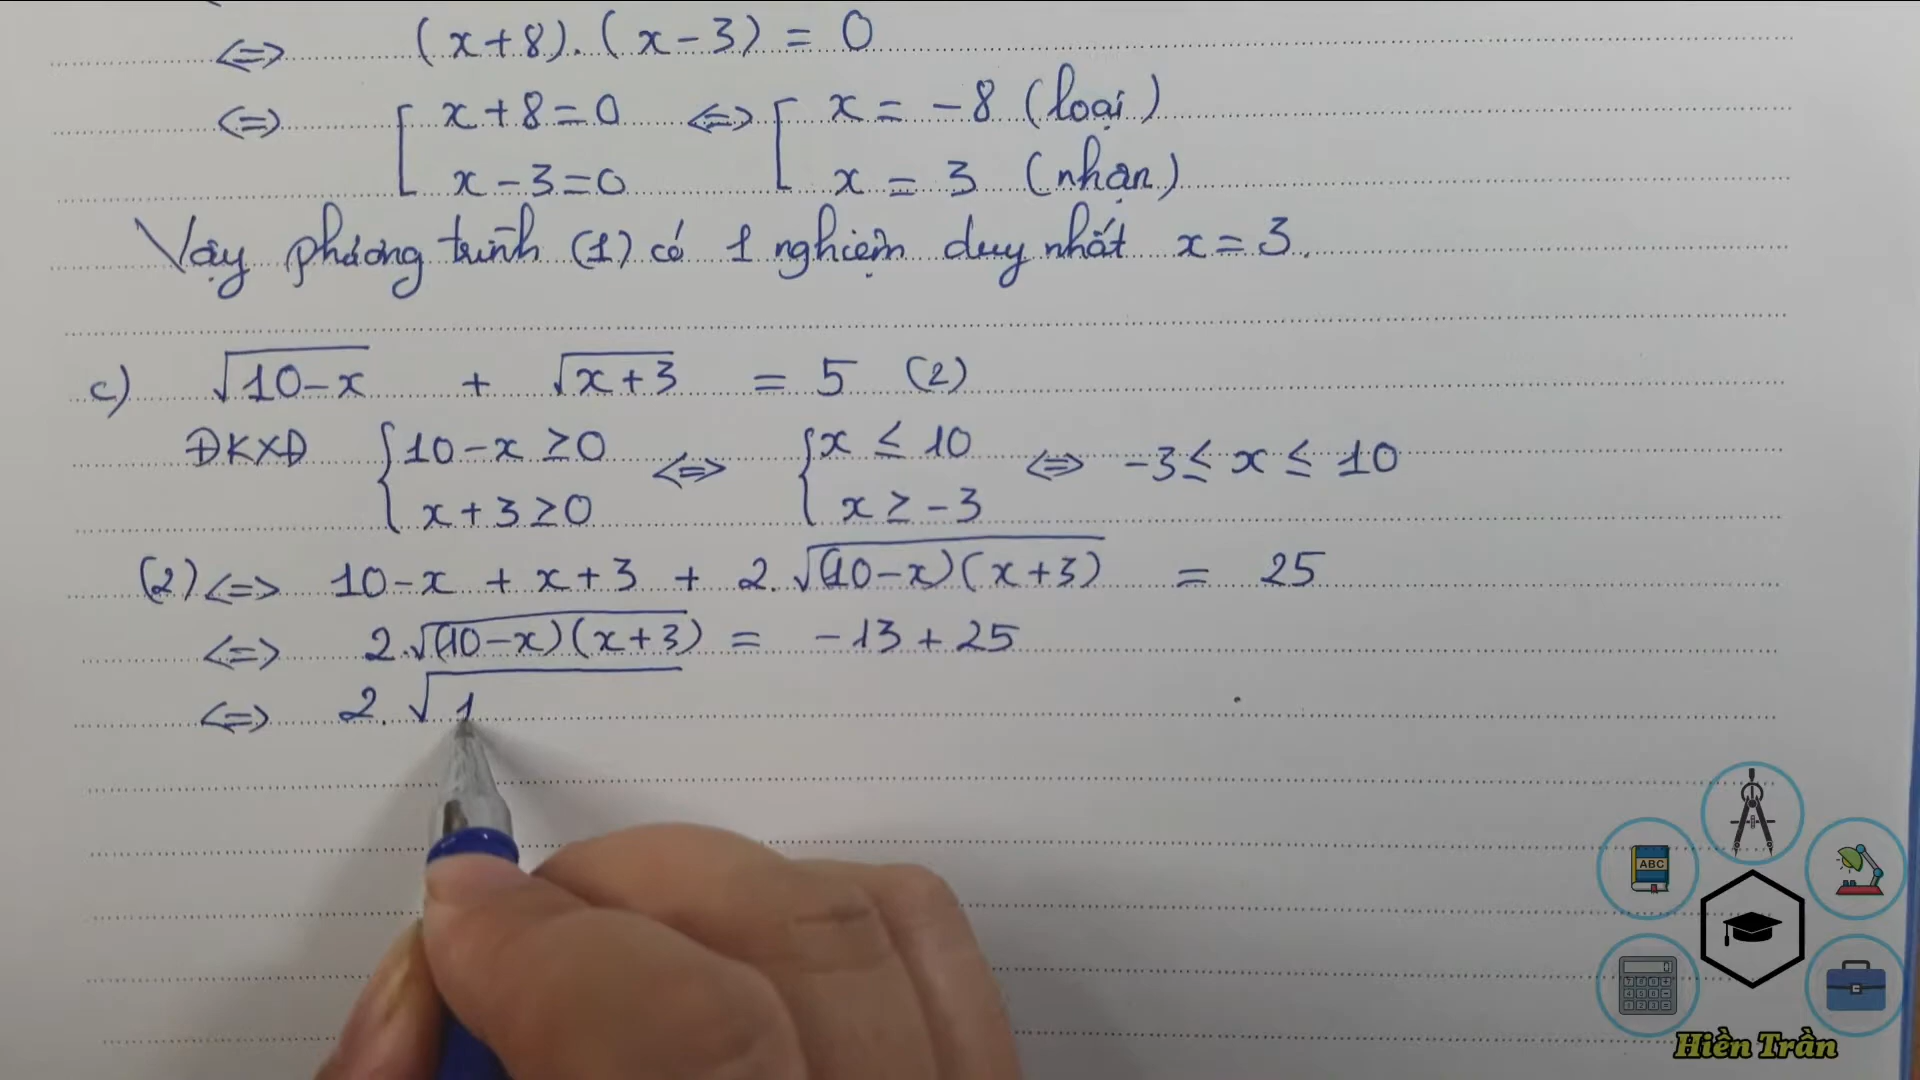 <=> (x+8).(x-3) = 0
<=> [ x+8=0 <=> [ x = -8 (loại)
x-3=0 x = 3 (nhận)
Vậy phương trình (1) có 1 nghiệm duy nhất x = 3.
c) √(10-x) + √(x+3) = 5 (2)
ĐKXĐ { 10-x ≥0 <=> { x ≤ 10 <=> -3 ≤ x ≤ 10
x+3≥0 x ≥ -3
(2) <=> 10-x + x+3 + 2.√((10-x)(x+3)) = 25
<=> 2.√((10-x)(x+3)) = -13+25
<=> 2.√1
ABC
Hiền Trần